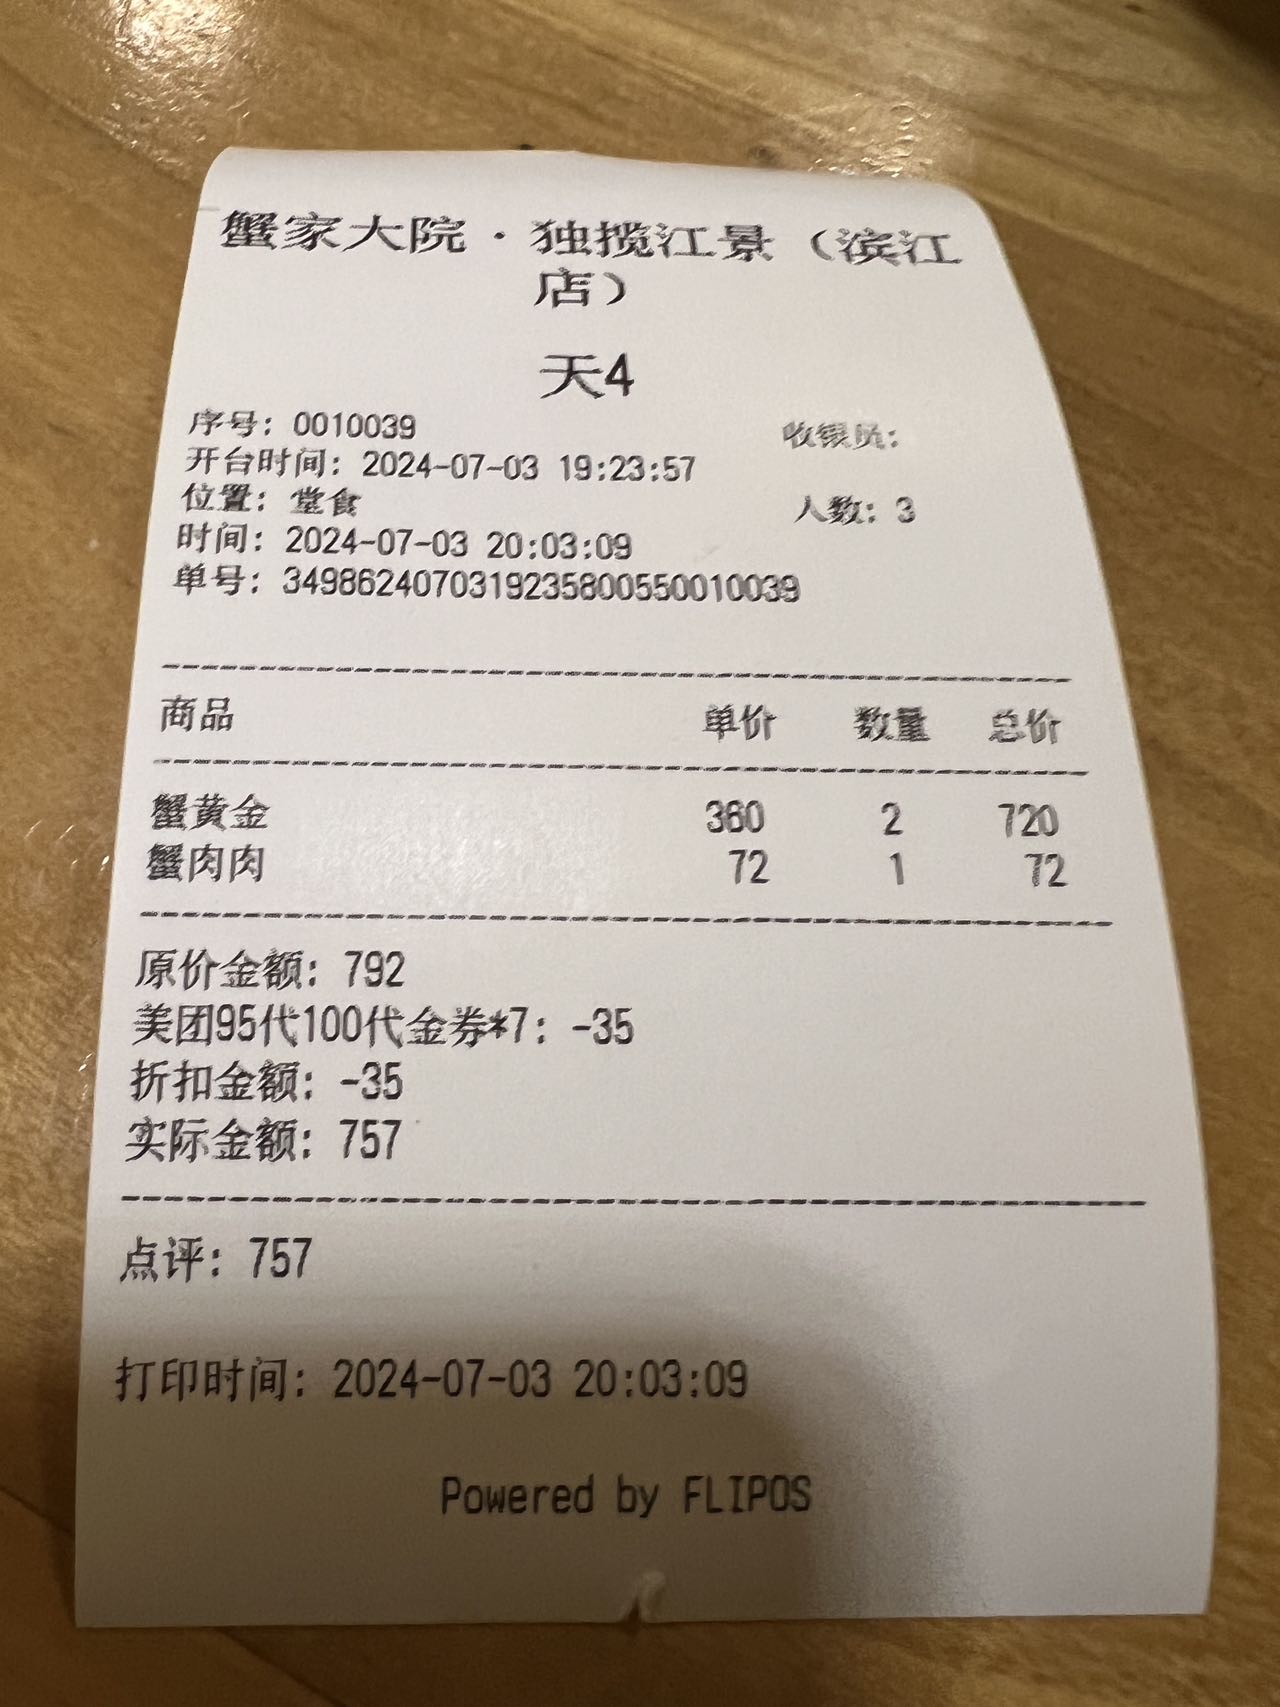 蟹家大院·独揽江景（滨江
店）
天4
序号: 0010039 收银员:
开台时间: 2024-07-03 19:23:57
位置: 堂食 人数: 3
时间: 2024-07-03 20:03:09
单号: 3498624070319235800550010039
商品 单价 数量 总价
蟹黄金 360 2 720
蟹肉肉 72 1 72
原价金额: 792
美团95代100代金券*7: -35
折扣金额: -35
实际金额: 757
点评: 757
打印时间: 2024-07-03 20:03:09
Powered by FLIPOS